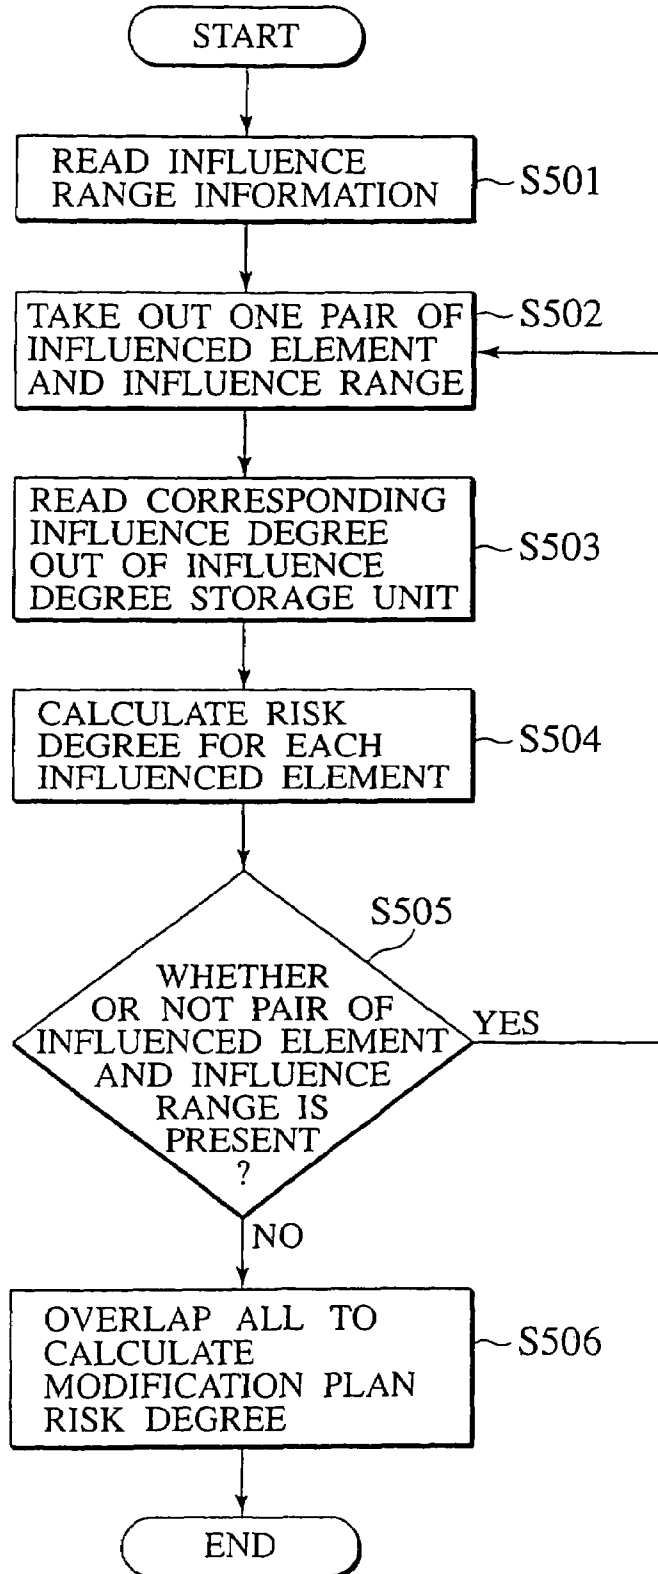 START
READ INFLUENCE
RANGE INFORMATION
S501
TAKE OUT ONE PAIR OF
INFLUENCED ELEMENT
AND INFLUENCE RANGE
S502
READ CORRESPONDING
INFLUENCE DEGREE
OUT OF INFLUENCE
DEGREE STORAGE UNIT
S503
CALCULATE RISK
DEGREE FOR EACH
INFLUENCED ELEMENT
S504
S505
WHETHER
OR NOT PAIR OF
INFLUENCED ELEMENT
AND INFLUENCE
RANGE IS
PRESENT
?
YES
NO
OVERLAP ALL TO
CALCULATE
MODIFICATION PLAN
RISK DEGREE
S506
END